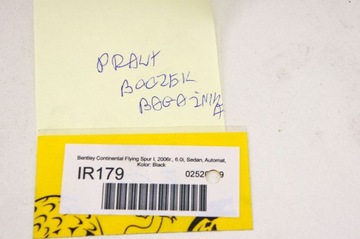 PRAWY
BOCZEK
BAGAŻNIKA
Bentley Continental Flying Spur I, 2006r., 6.0i, Sedan, Automat,
Kolor: Black
IR179